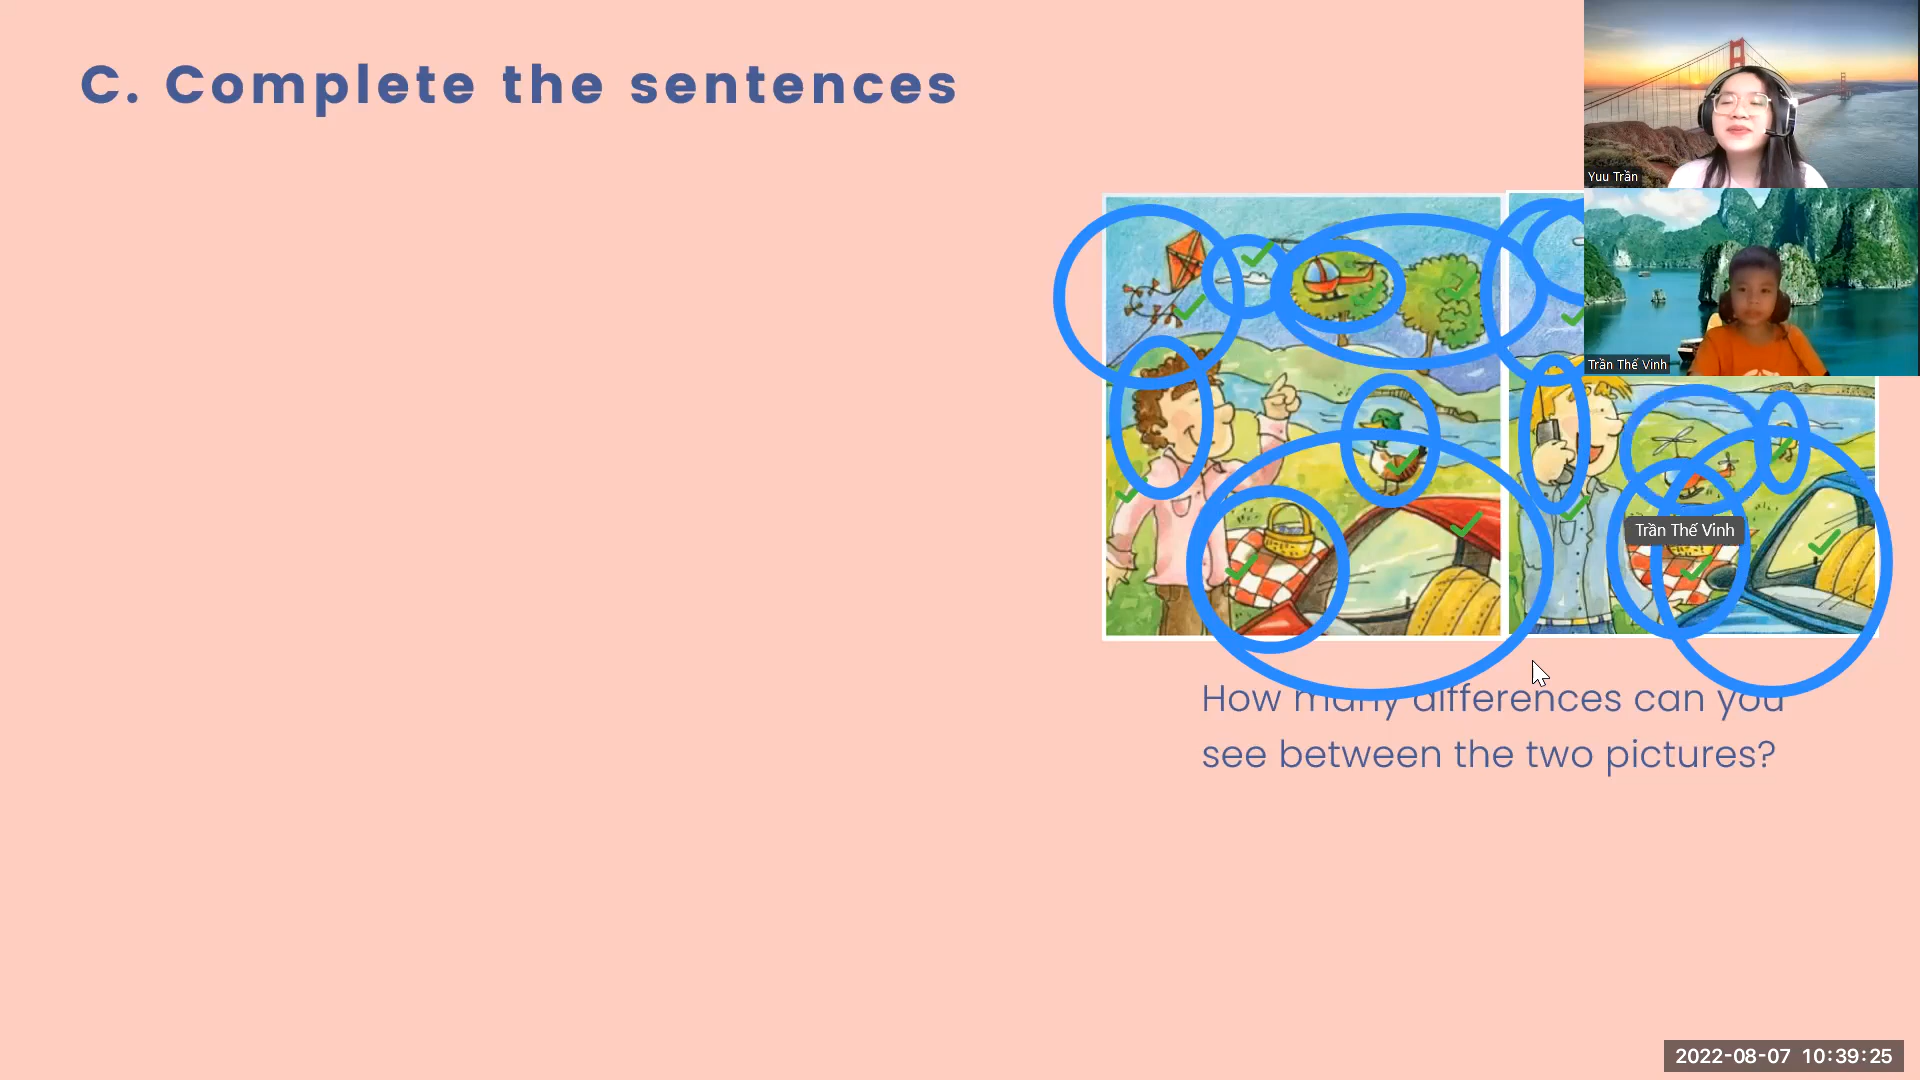 C. Complete the sentences
Yuu Trần
Trần Thế Vinh
Trần Thế Vinh
How many differences can you
see between the two pictures?
2022-08-07 10:39:25